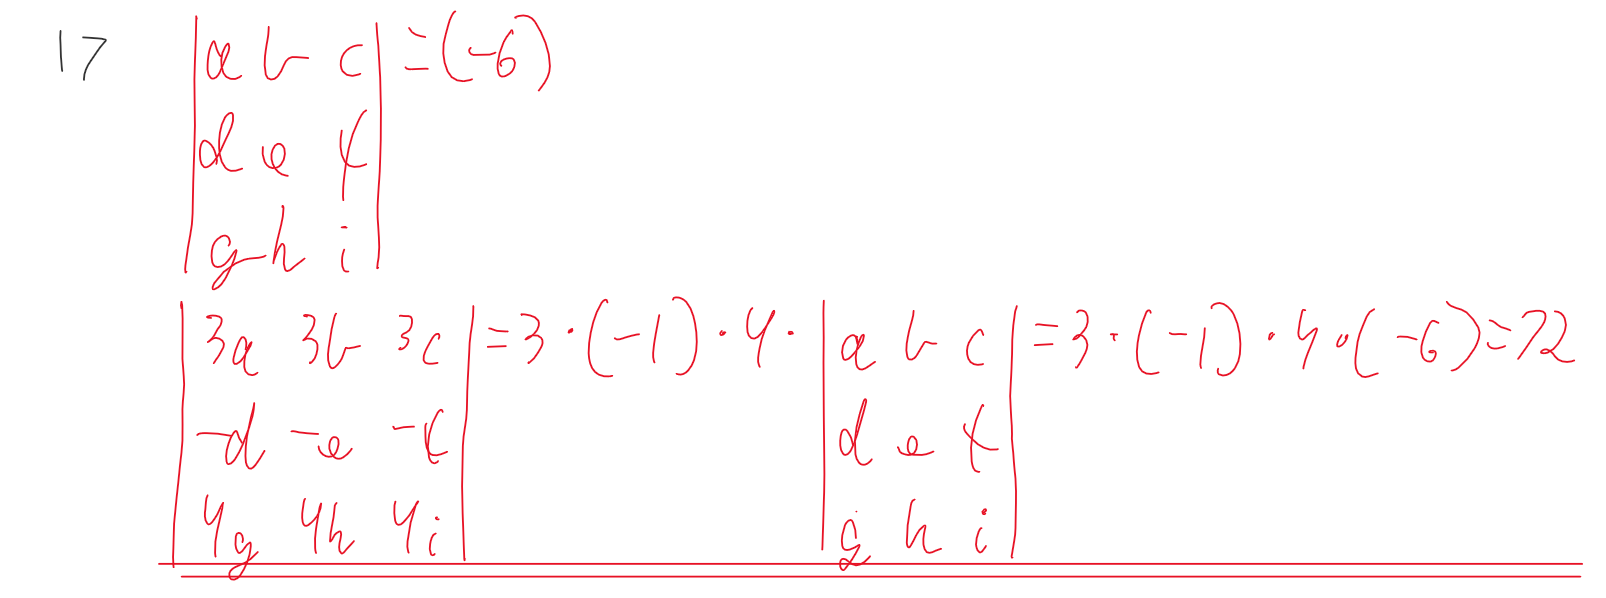 17 |a b c| = (-6)
|d e f|
|g h i|
|3a 3b 3c| = 3 · (-1) · 4 · |a b c| = 3 · (-1) · 4 · (-6) = 72
|-d -e -f| |d e f|
|4g 4h 4i| |g h i|